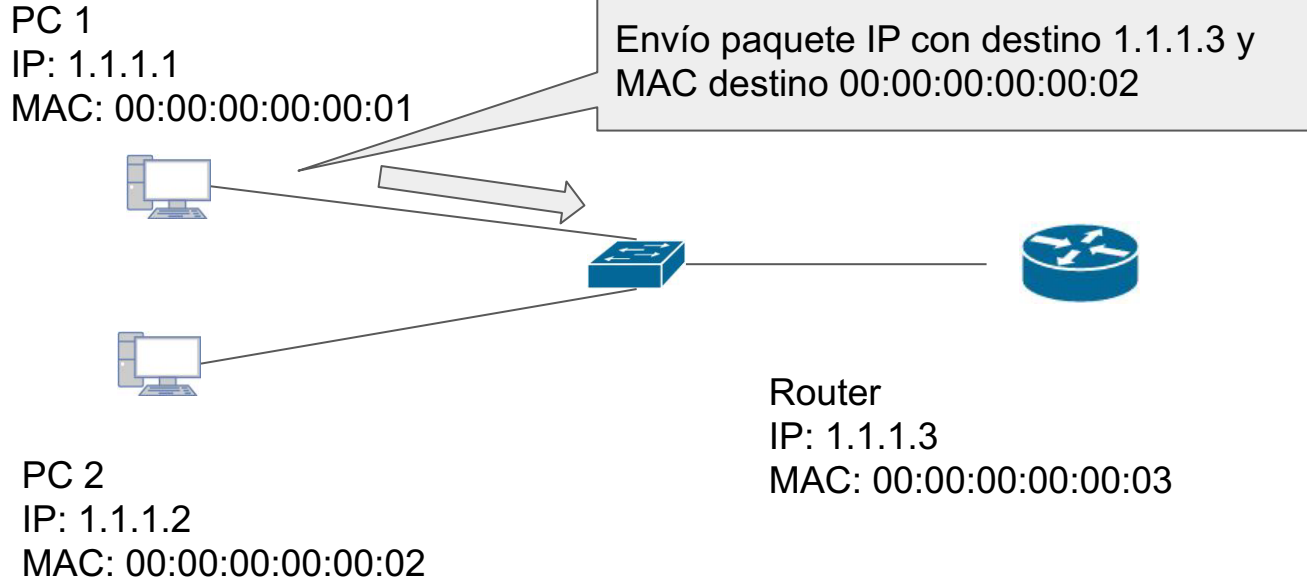 PC 1
IP: 1.1.1.1
MAC: 00:00:00:00:00:01
Envío paquete IP con destino 1.1.1.3 y
MAC destino 00:00:00:00:00:02
Router
IP: 1.1.1.3
MAC: 00:00:00:00:00:03
PC 2
IP: 1.1.1.2
MAC: 00:00:00:00:00:02